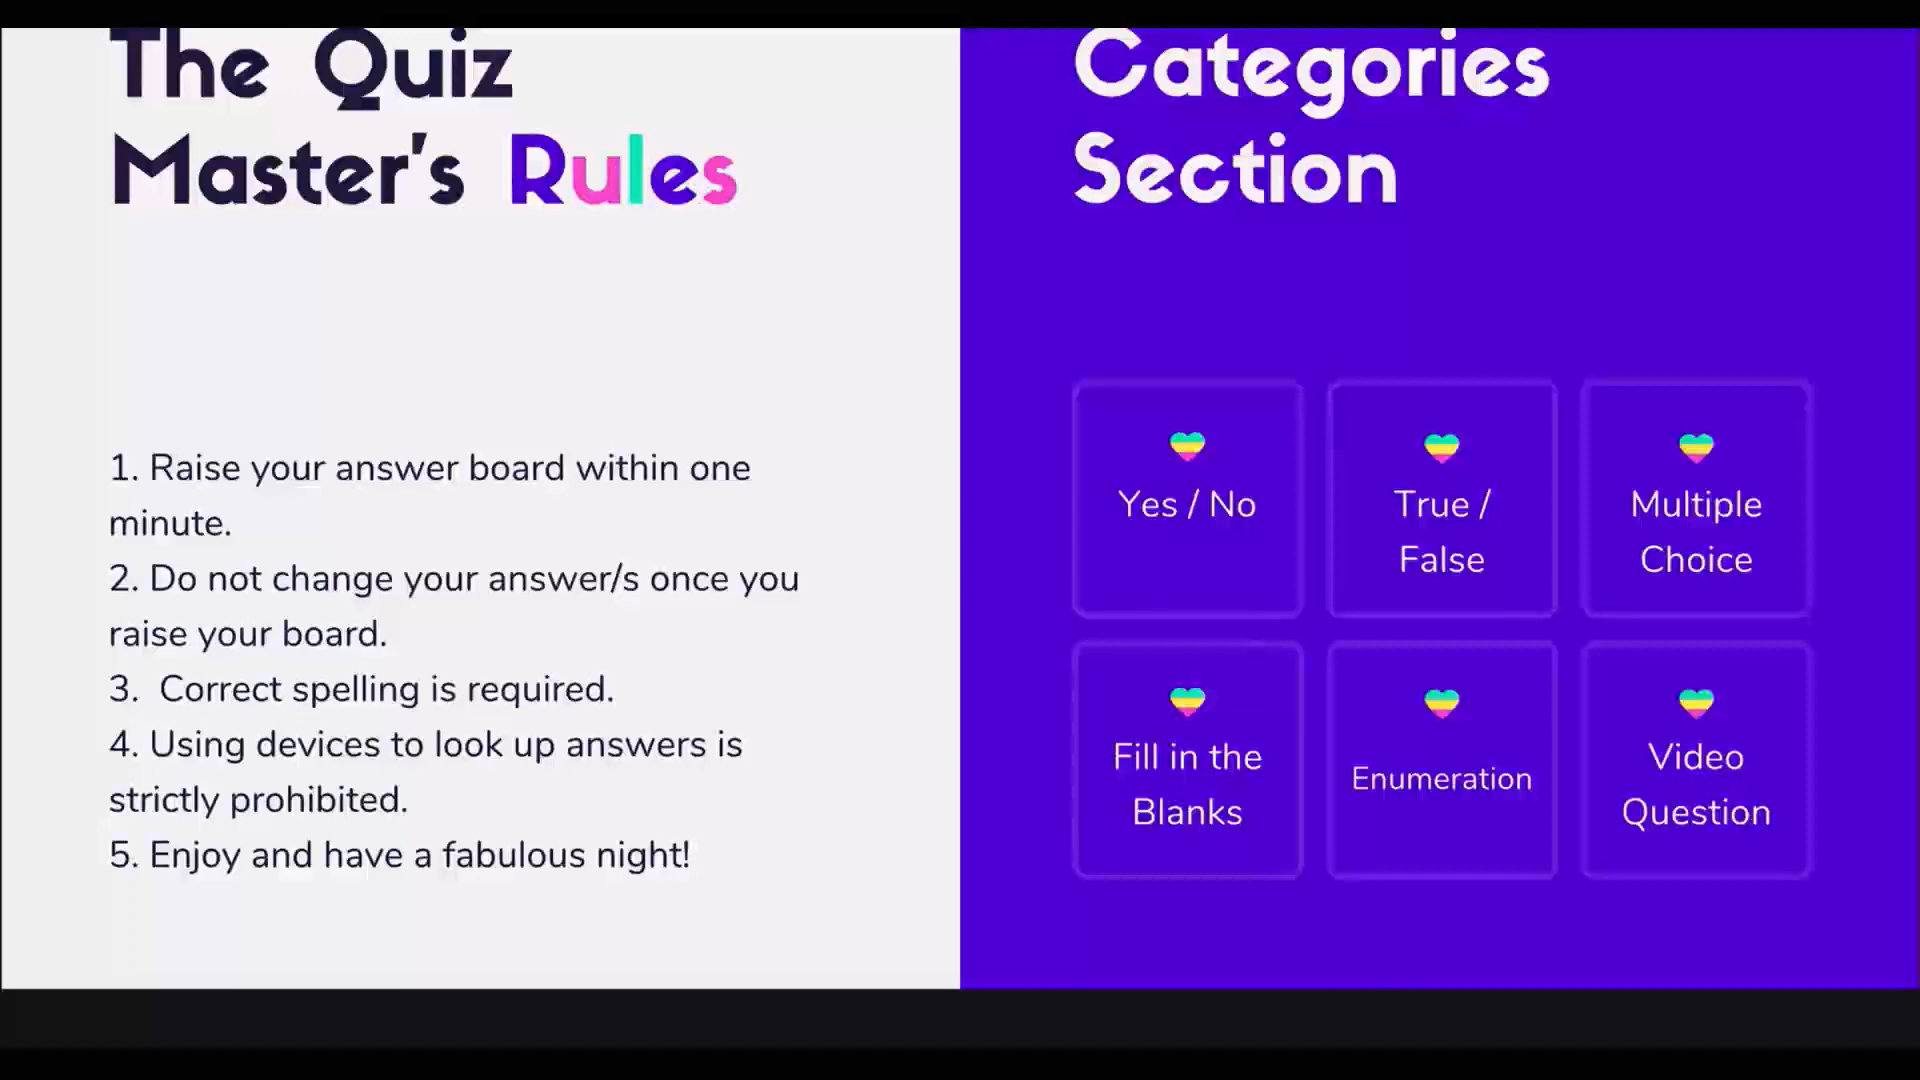 The Quiz
Master's Rules
1. Raise your answer board within one
minute.
2. Do not change your answer/s once you
raise your board.
3.  Correct spelling is required.
4. Using devices to look up answers is
strictly prohibited.
5. Enjoy and have a fabulous night!
Categories
Section
Yes / No
True /
False
Multiple
Choice
Fill in the
Blanks
Enumeration
Video
Question